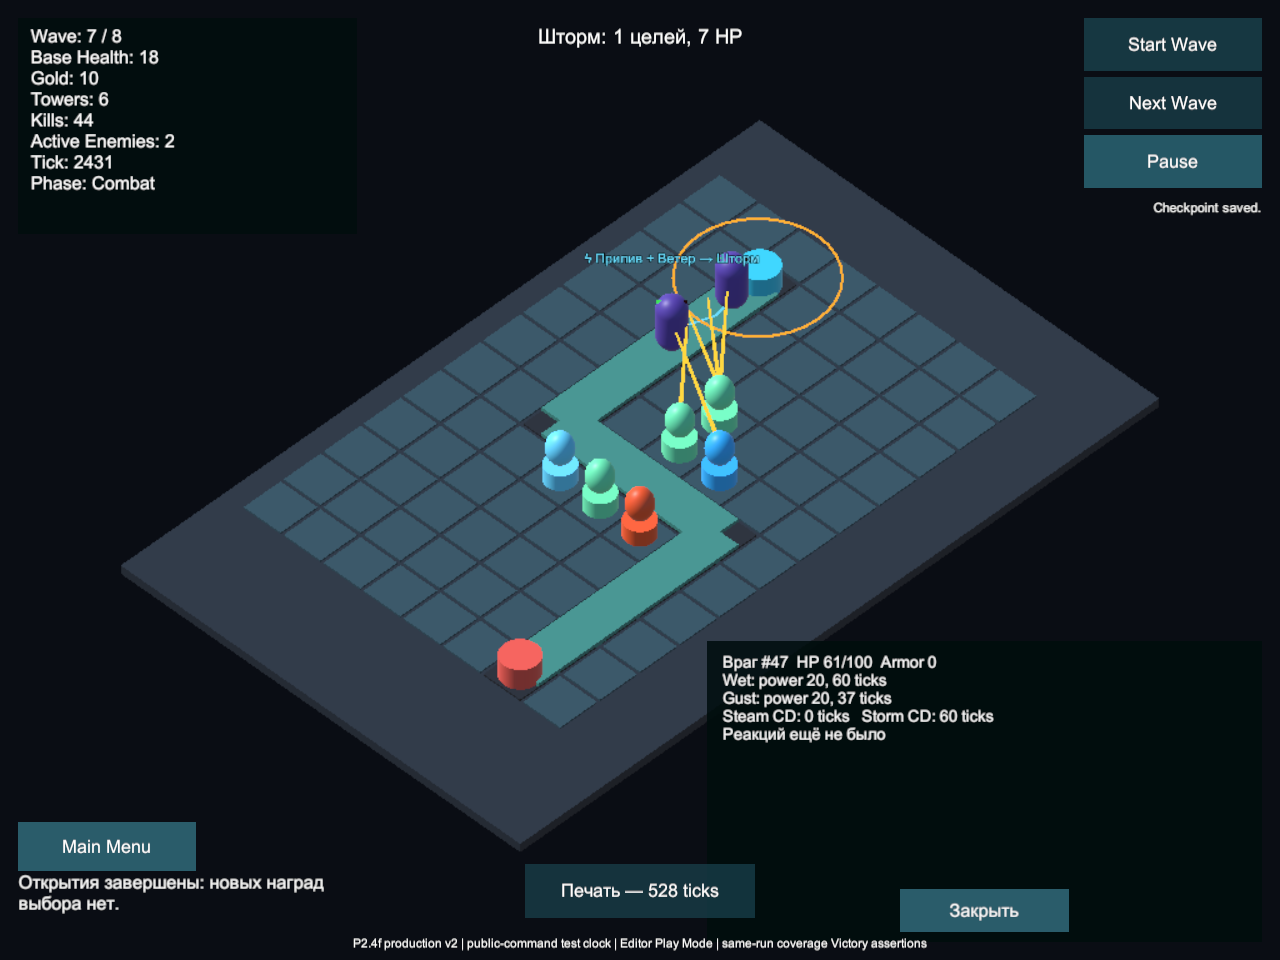 Wave: 7 / 8
Base Health: 18
Gold: 10
Towers: 6
Kills: 44
Active Enemies: 2
Tick: 2431
Phase: Combat
Шторм: 1 целей, 7 HP
Start Wave
Next Wave
Pause
Checkpoint saved.
ϟ Прилив + Ветер → Шторм
Враг #47 HP 61/100 Armor 0
Wet: power 20, 60 ticks
Gust: power 20, 37 ticks
Steam CD: 0 ticks Storm CD: 60 ticks
Реакций ещё не было
Main Menu
Открытия завершены: новых наград
выбора нет.
Печать — 528 ticks
Закрыть
P2.4f production v2 | public-command test clock | Editor Play Mode | same-run coverage Victory assertions